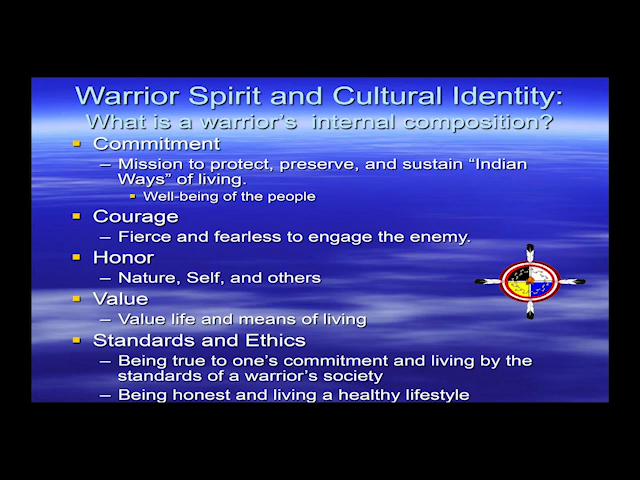 Warrior Spirit and Cultural Identity:
What is a warrior's  internal composition?
Commitment
– Mission to protect, preserve, and sustain “Indian
Ways” of living.
Well-being of the people
Courage
– Fierce and fearless to engage the enemy.
Honor
– Nature, Self, and others
Value
– Value life and means of living
Standards and Ethics
– Being true to one's commitment and living by the
standards of a warrior's society
– Being honest and living a healthy lifestyle